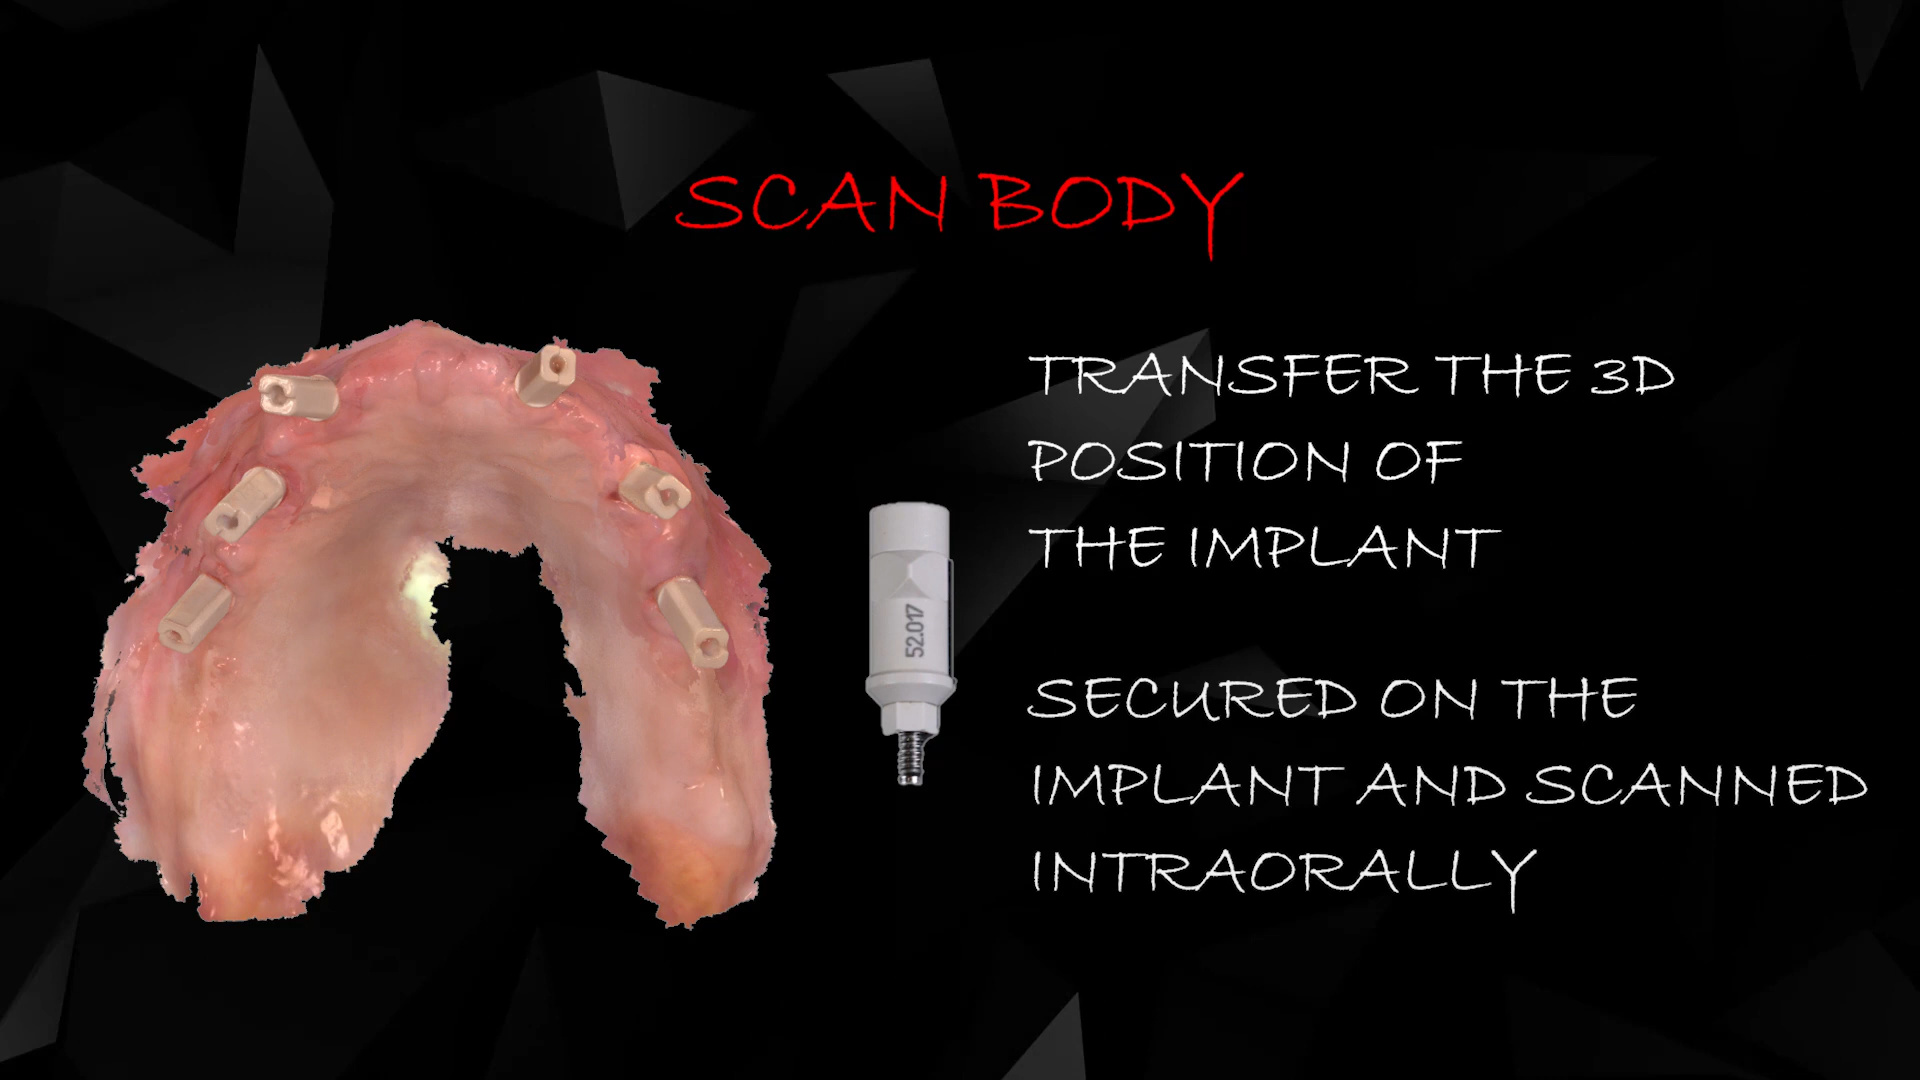 SCAN BODY
TRANSFER THE 3D
POSITION OF
THE IMPLANT
52.017
SECURED ON THE
IMPLANT AND SCANNED
INTRAORALLY